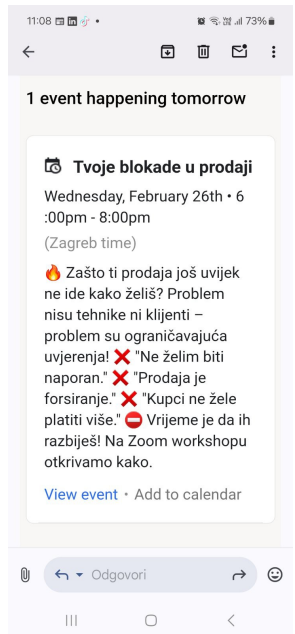 11:08
73%
1 event happening tomorrow
Tvoje blokade u prodaji
Wednesday, February 26th • 6
:00pm - 8:00pm
(Zagreb time)
🔥 Zašto ti prodaja još uvijek
ne ide kako želiš? Problem
nisu tehnike ni klijenti –
problem su ograničavajuća
uvjerenja! ❌ "Ne želim biti
naporan." ❌ "Prodaja je
forsiranje." ❌ "Kupci ne žele
platiti više." ⛔ Vrijeme je da ih
razbiješ! Na Zoom workshopu
otkrivamo kako.
View event • Add to calendar
Odgovori